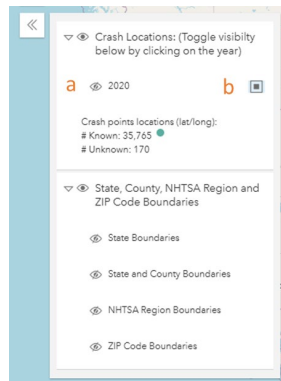 Crash Locations: (Toggle visibilty
below by clicking on the year)
a 2020 b
Crash points locations (lat/long):
# Known: 35,765
# Unknown: 170
State, County, NHTSA Region and
ZIP Code Boundaries
State Boundaries
State and County Boundaries
NHTSA Region Boundaries
ZIP Code Boundaries